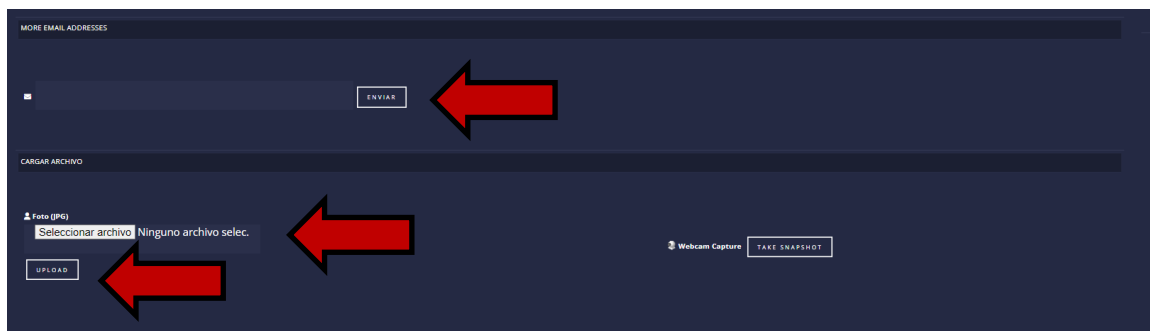 MORE EMAIL ADDRESSES
ENVIAR
CARGAR ARCHIVO
Foto (JPG)
Seleccionar archivo Ninguno archivo selec.
Webcam Capture TAKE SNAPSHOT
UPLOAD